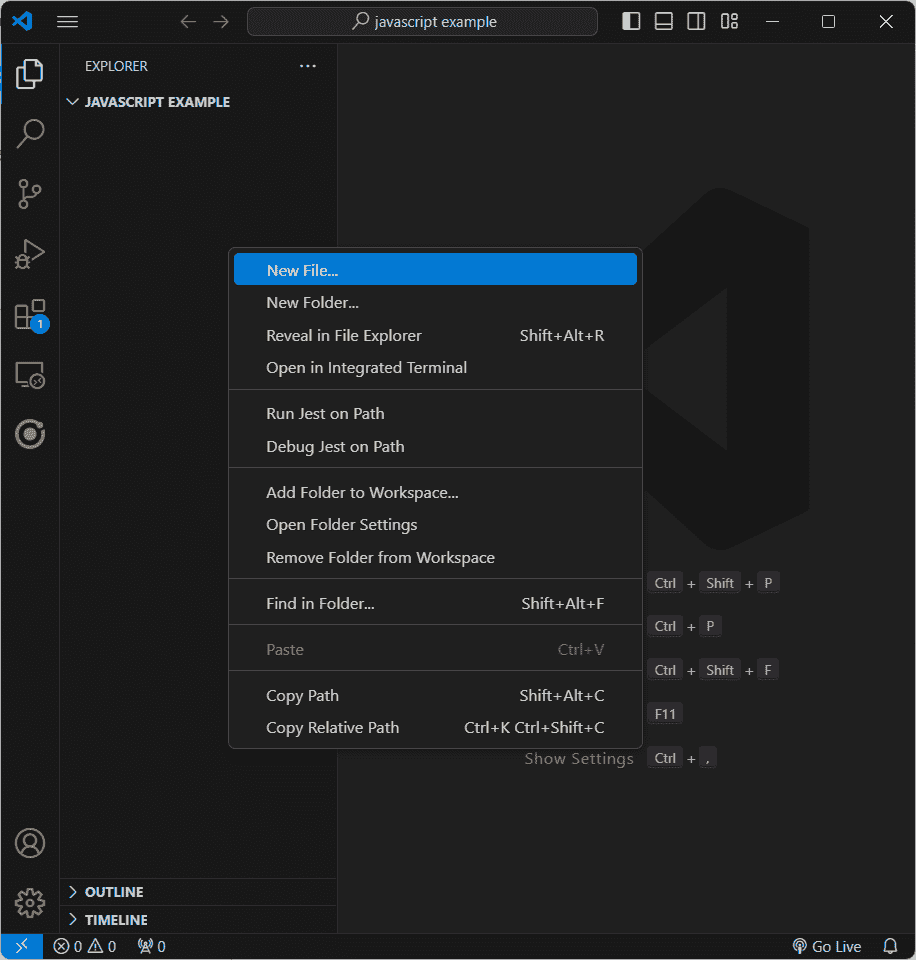 javascript example
EXPLORER
JAVASCRIPT EXAMPLE
New File...
New Folder...
Reveal in File Explorer Shift+Alt+R
Open in Integrated Terminal
1
Run Jest on Path
Debug Jest on Path
Add Folder to Workspace...
Open Folder Settings
Remove Folder from Workspace
Ctrl + Shift + P
Find in Folder... Shift+Alt+F
Ctrl + P
Paste Ctrl+V
Ctrl + Shift + F
Copy Path Shift+Alt+C
F11
Copy Relative Path Ctrl+K Ctrl+Shift+C
Show Settings Ctrl + ,
OUTLINE
TIMELINE
0 0 0 Go Live